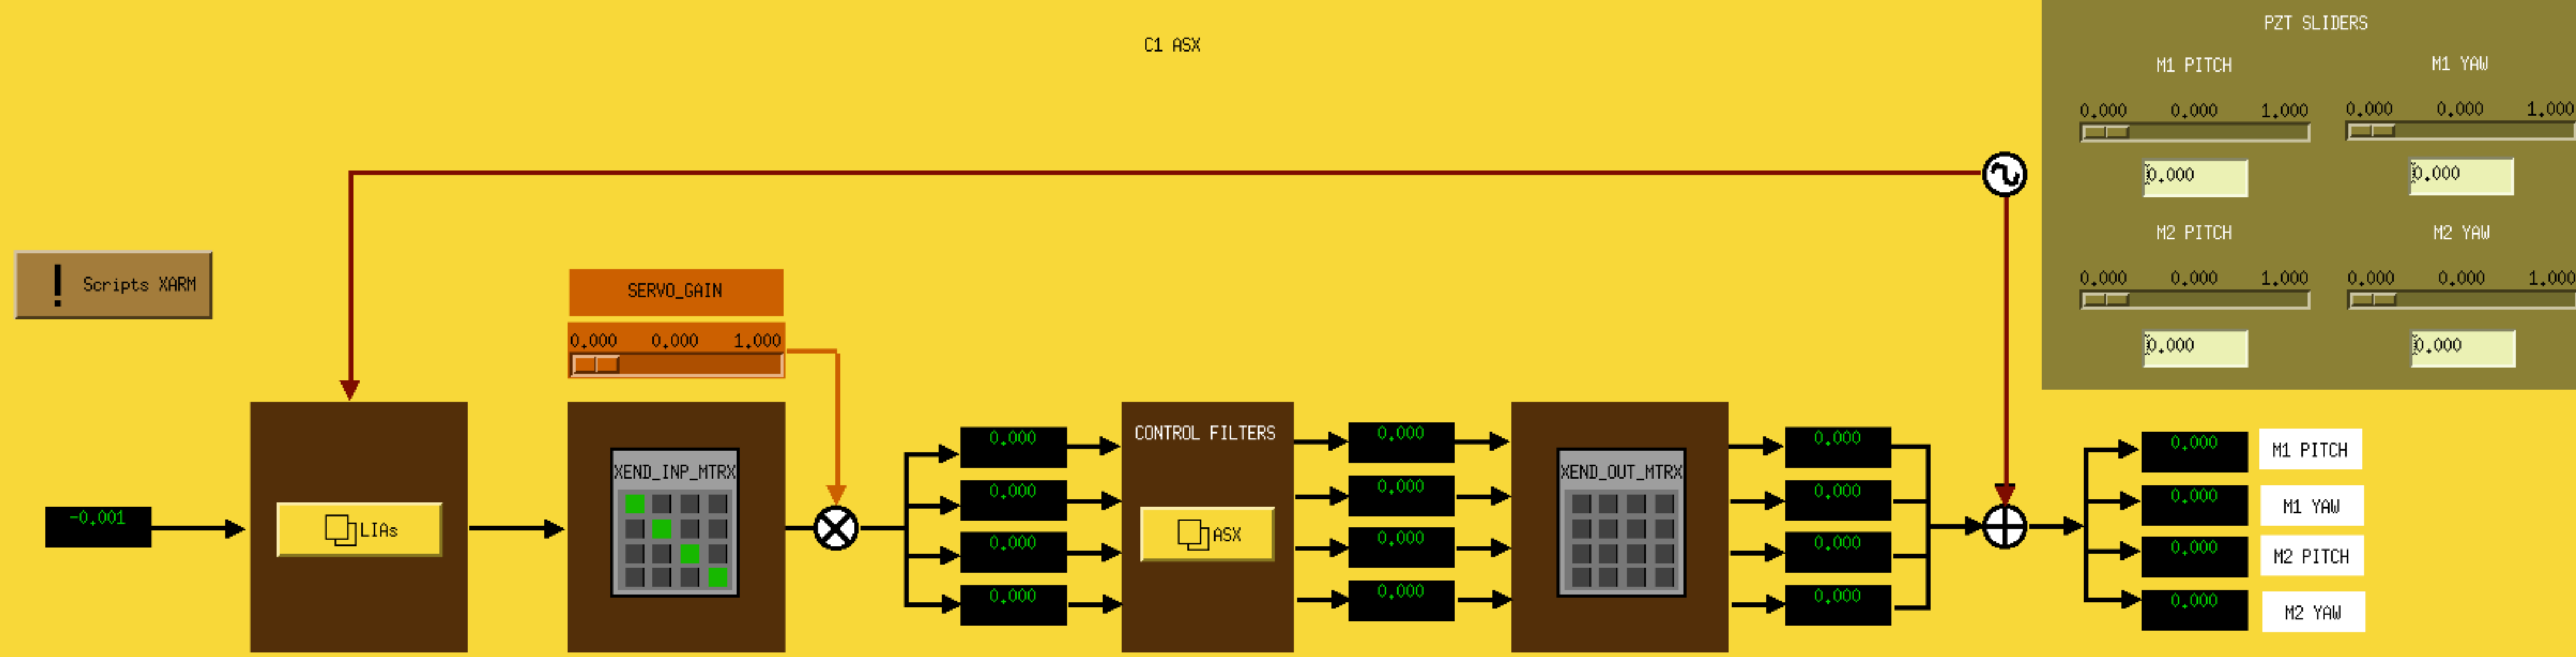 C1 ASX
PZT SLIDERS
M1 PITCH
M1 YAW
0.000 0.000 1.000
0.000 0.000 1.000
0.000
0.000
M2 PITCH
M2 YAW
0.000 0.000 1.000
0.000 0.000 1.000
0.000
0.000
! Scripts XARM
SERVO_GAIN
0.000 0.000 1.000
-0.001
LIAs
XEND_INP_MTRX
0.000
0.000
0.000
0.000
CONTROL FILTERS
ASX
0.000
0.000
0.000
0.000
XEND_OUT_MTRX
0.000
0.000
0.000
0.000
0.000 M1 PITCH
0.000 M1 YAW
0.000 M2 PITCH
0.000 M2 YAW